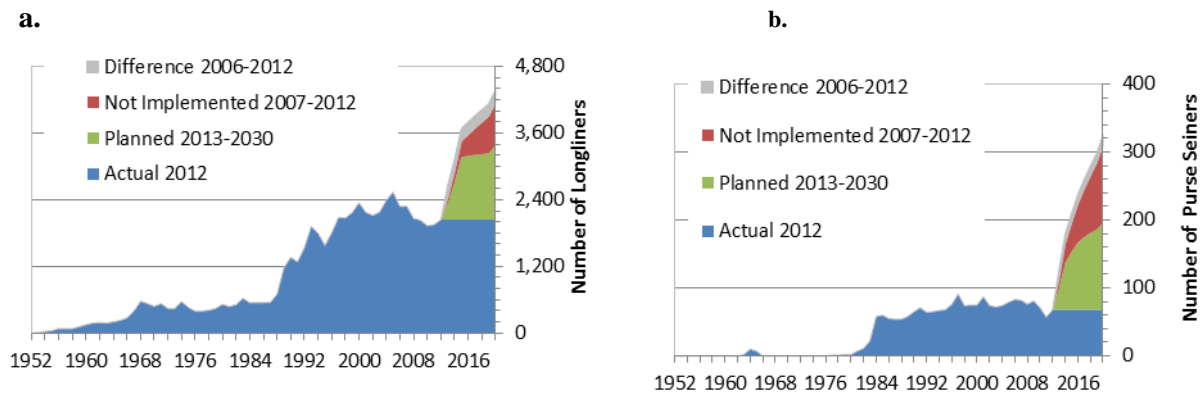 a.
Difference 2006-2012
Not Implemented 2007-2012
Planned 2013-2030
Actual 2012
4,800
3,600
2,400
1,200
0
Number of Longliners
1952 1960 1968 1976 1984 1992 2000 2008 2016
b.
Difference 2006-2012
Not Implemented 2007-2012
Planned 2013-2030
Actual 2012
400
300
200
100
0
Number of Purse Seiners
1952 1960 1968 1976 1984 1992 2000 2008 2016